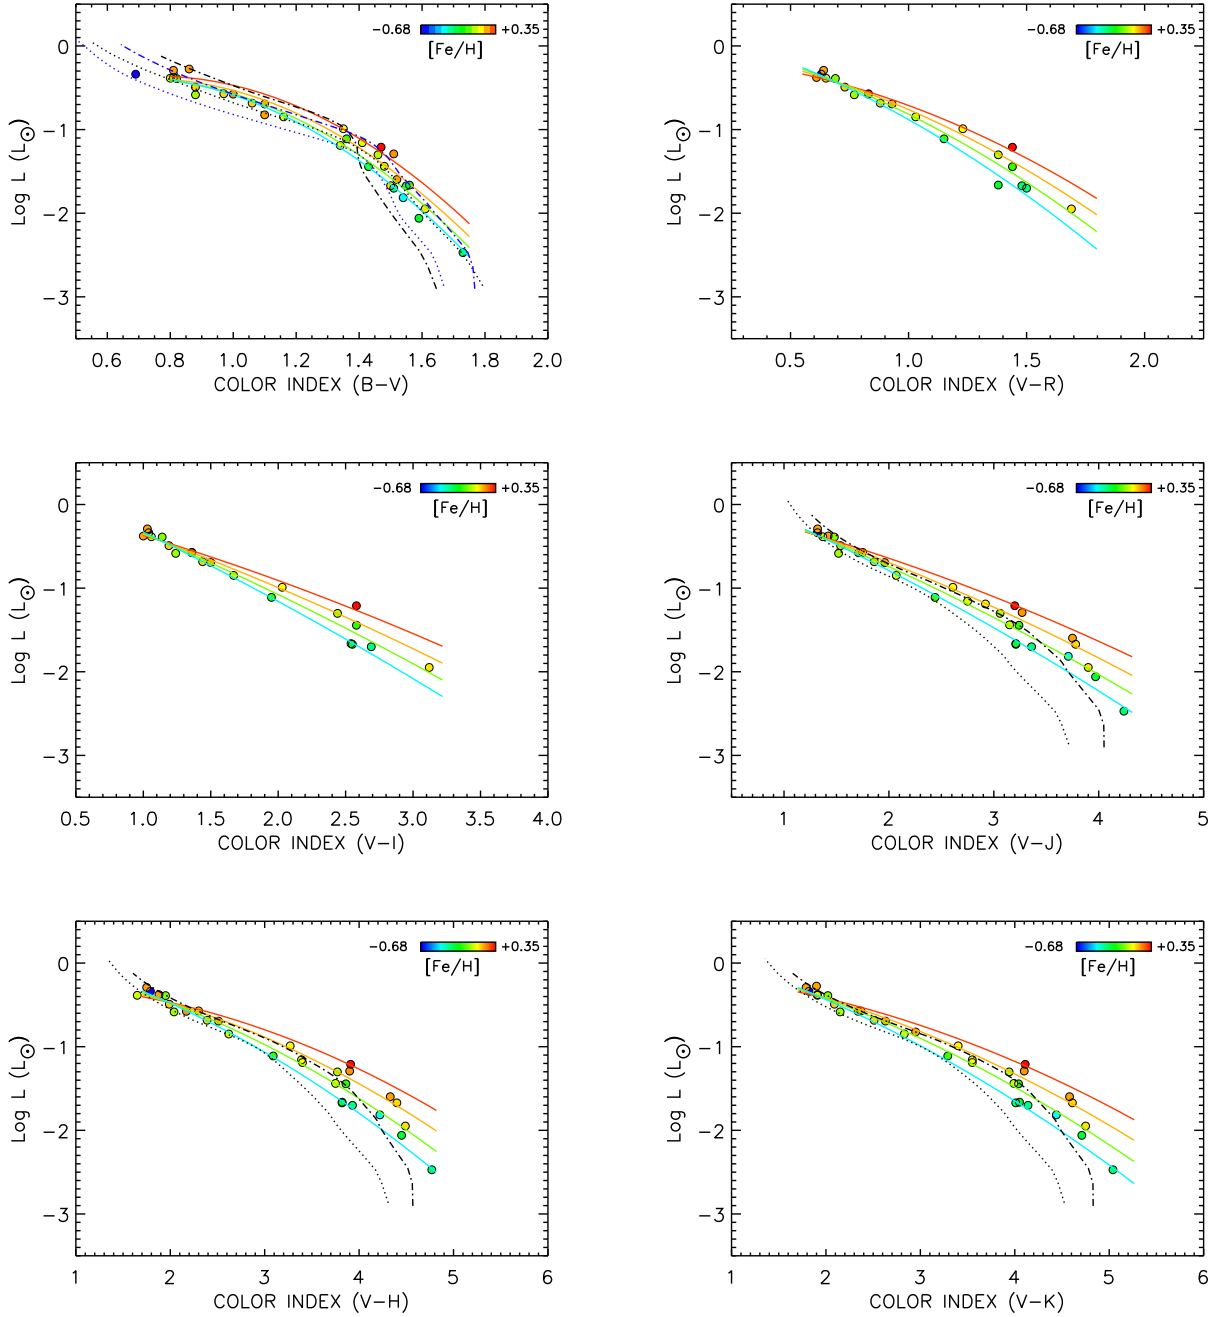 −0.68 +0.35
[Fe/H]
0
−1
−2
−3
Log L (L⊙)
0.6 0.8 1.0 1.2 1.4 1.6 1.8 2.0
COLOR INDEX (B−V)
−0.68 +0.35
[Fe/H]
0
−1
−2
−3
Log L (L⊙)
0.5 1.0 1.5 2.0
COLOR INDEX (V−R)
−0.68 +0.35
[Fe/H]
0
−1
−2
−3
Log L (L⊙)
0.5 1.0 1.5 2.0 2.5 3.0 3.5 4.0
COLOR INDEX (V−I)
−0.68 +0.35
[Fe/H]
0
−1
−2
−3
Log L (L⊙)
1 2 3 4 5
COLOR INDEX (V−J)
−0.68 +0.35
[Fe/H]
0
−1
−2
−3
Log L (L⊙)
1 2 3 4 5 6
COLOR INDEX (V−H)
−0.68 +0.35
[Fe/H]
0
−1
−2
−3
Log L (L⊙)
1 2 3 4 5 6
COLOR INDEX (V−K)